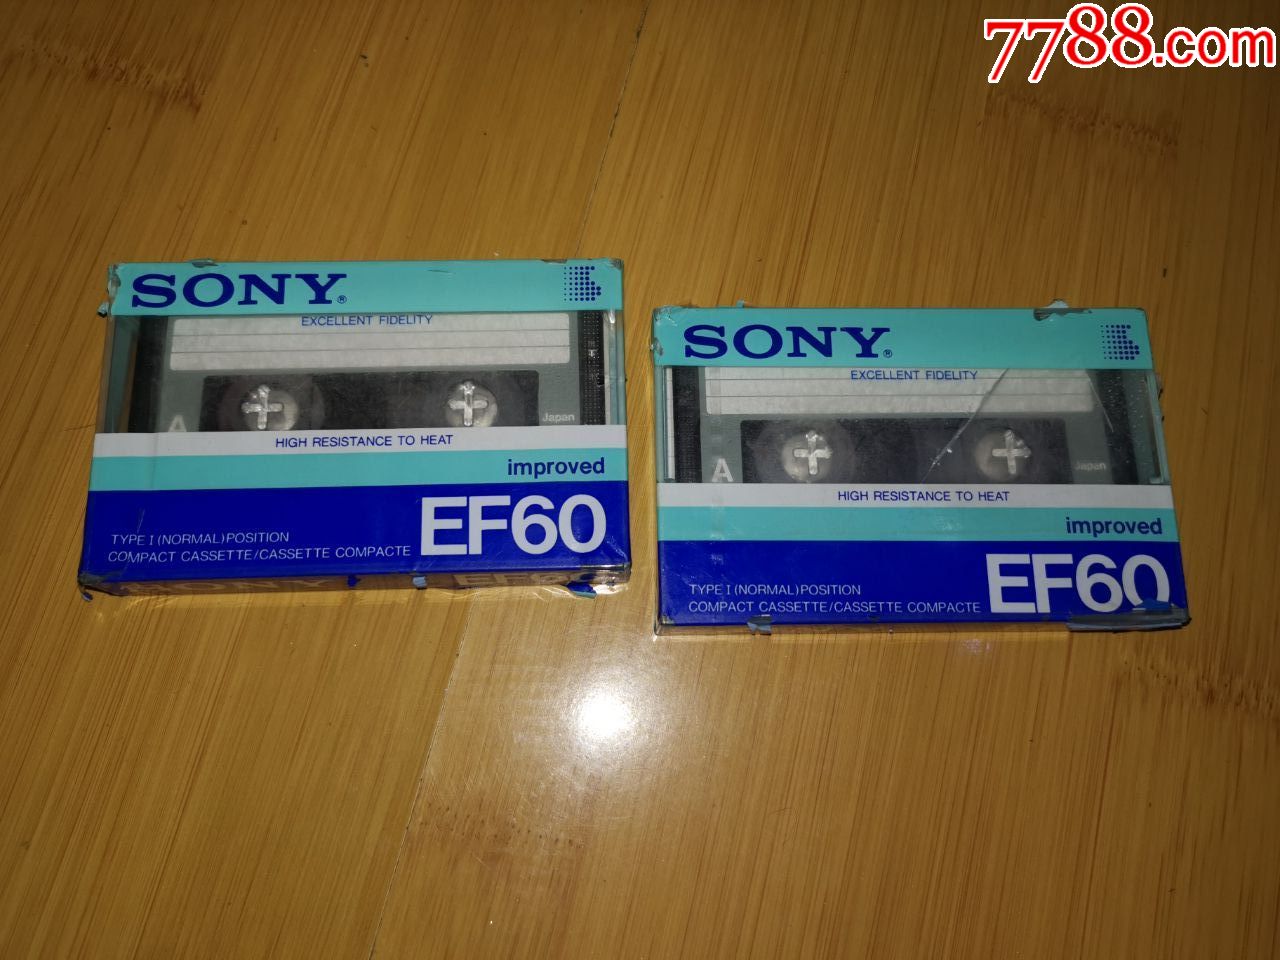 7788.com
SONY®
EXCELLENT FIDELITY
A
Japan
HIGH RESISTANCE TO HEAT
improved
EF60
TYPE I (NORMAL) POSITION
COMPACT CASSETTE/CASSETTE COMPACTE
SONY®
EXCELLENT FIDELITY
A
Japan
HIGH RESISTANCE TO HEAT
improved
EF60
TYPE I (NORMAL) POSITION
COMPACT CASSETTE/CASSETTE COMPACTE